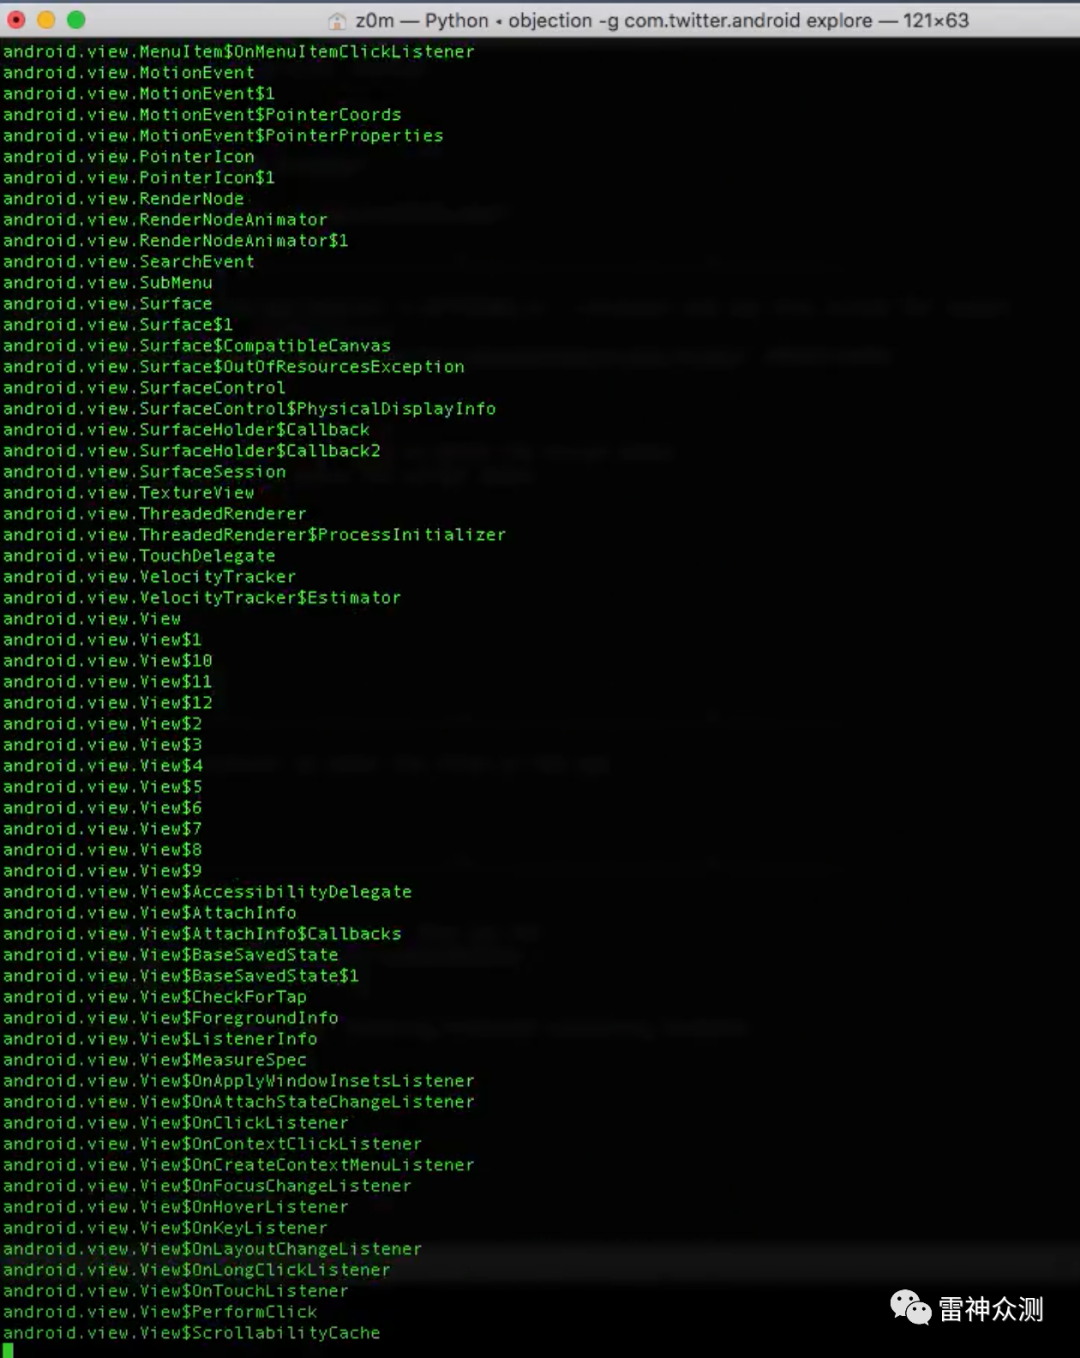 z0m — Python • objection -g com.twitter.android explore — 121×63
android.view.MenuItem$OnMenuItemClickListener
android.view.MotionEvent
android.view.MotionEvent$1
android.view.MotionEvent$PointerCoords
android.view.MotionEvent$PointerProperties
android.view.PointerIcon
android.view.PointerIcon$1
android.view.RenderNode
android.view.RenderNodeAnimator
android.view.RenderNodeAnimator$1
android.view.SearchEvent
android.view.SubMenu
android.view.Surface
android.view.Surface$1
android.view.Surface$CompatibleCanvas
android.view.Surface$OutOfResourcesException
android.view.SurfaceControl
android.view.SurfaceControl$PhysicalDisplayInfo
android.view.SurfaceHolder$Callback
android.view.SurfaceHolder$Callback2
android.view.SurfaceSession
android.view.TextureView
android.view.ThreadedRenderer
android.view.ThreadedRenderer$ProcessInitializer
android.view.TouchDelegate
android.view.VelocityTracker
android.view.VelocityTracker$Estimator
android.view.View
android.view.View$1
android.view.View$10
android.view.View$11
android.view.View$12
android.view.View$2
android.view.View$3
android.view.View$4
android.view.View$5
android.view.View$6
android.view.View$7
android.view.View$8
android.view.View$9
android.view.View$AccessibilityDelegate
android.view.View$AttachInfo
android.view.View$AttachInfo$Callbacks
android.view.View$BaseSavedState
android.view.View$BaseSavedState$1
android.view.View$CheckForTap
android.view.View$ForegroundInfo
android.view.View$ListenerInfo
android.view.View$MeasureSpec
android.view.View$OnApplyWindowInsetsListener
android.view.View$OnAttachStateChangeListener
android.view.View$OnClickListener
android.view.View$OnContextClickListener
android.view.View$OnCreateContextMenuListener
android.view.View$OnFocusChangeListener
android.view.View$OnHoverListener
android.view.View$OnKeyListener
android.view.View$OnLayoutChangeListener
android.view.View$OnLongClickListener
android.view.View$OnTouchListener
android.view.View$PerformClick
android.view.View$ScrollabilityCache
雷神众测